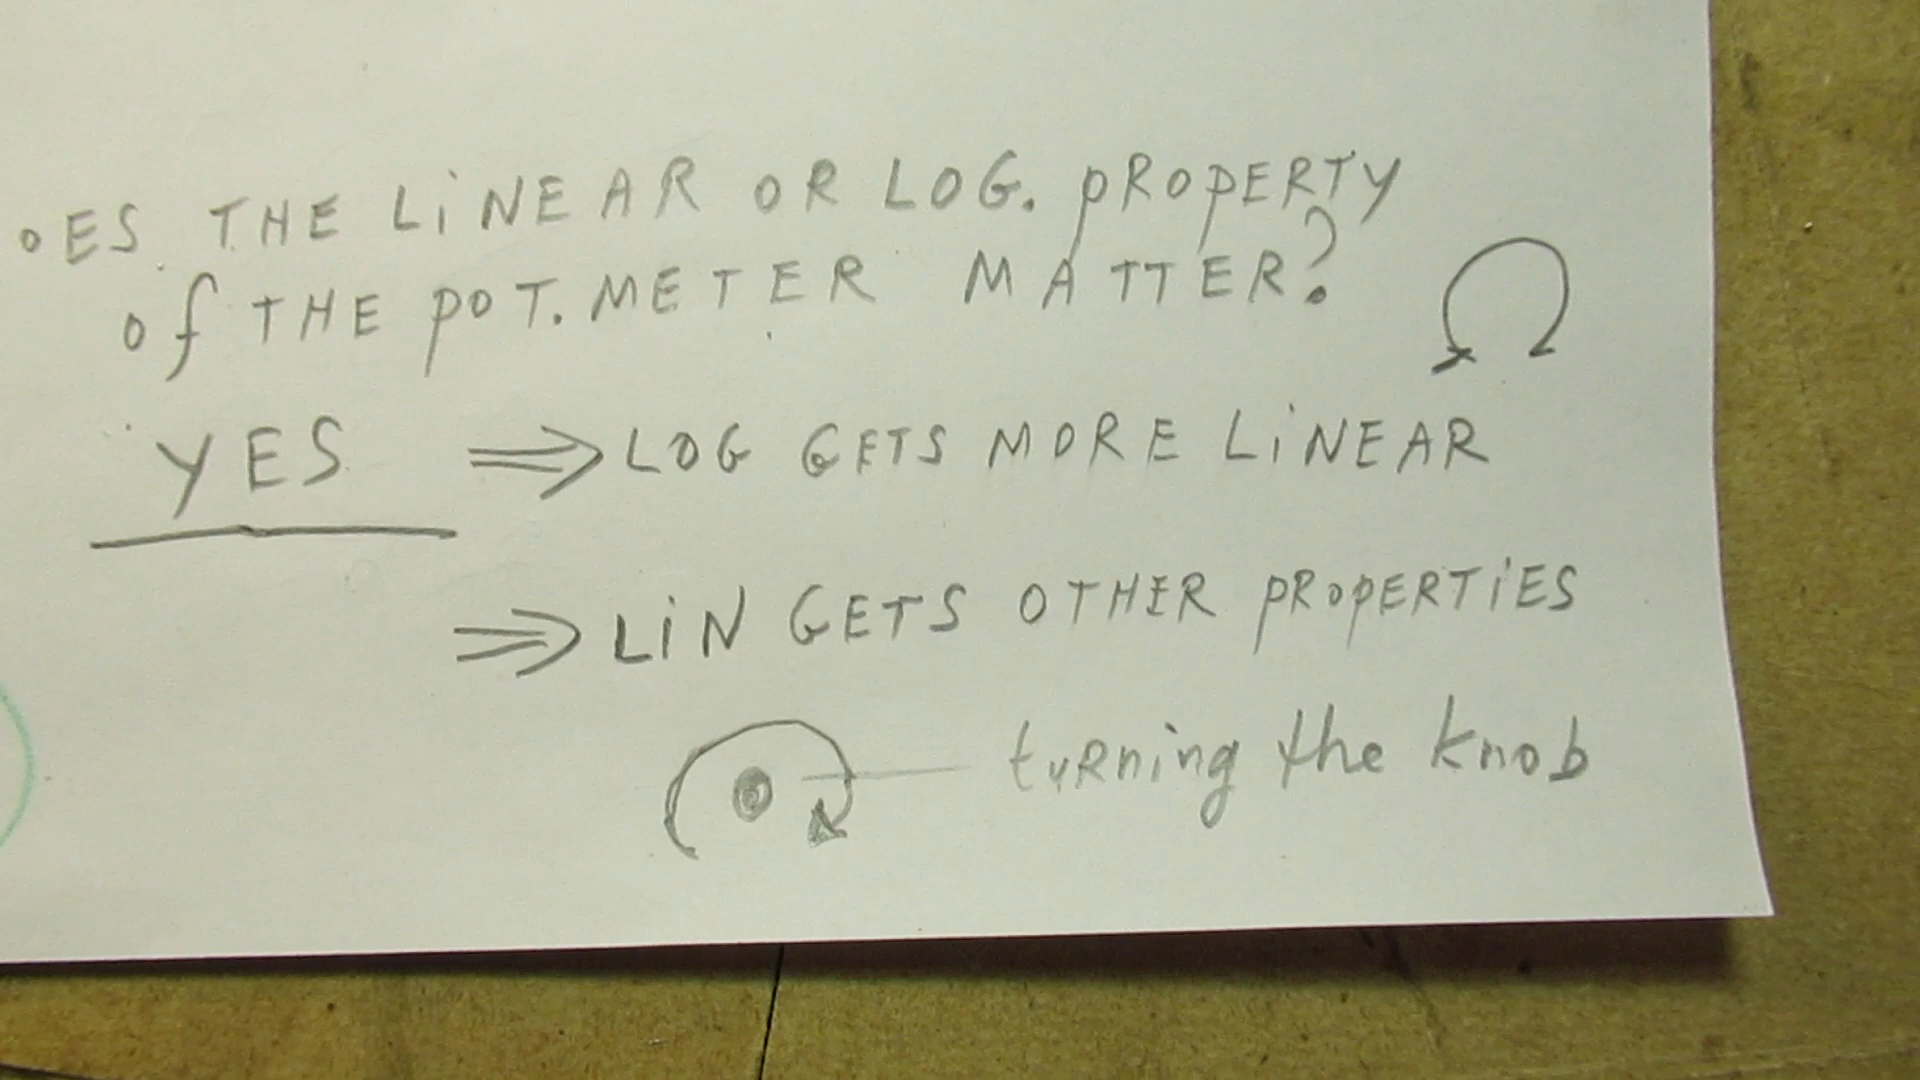 OES THE LiNEAR OR LOG. PROPERTY
Of THE POT. METER MATTER?
YES ⇒ LOG GETS MORE LiNEAR
⇒ LiN GETS OTHER PROPERTiES
turning the knob